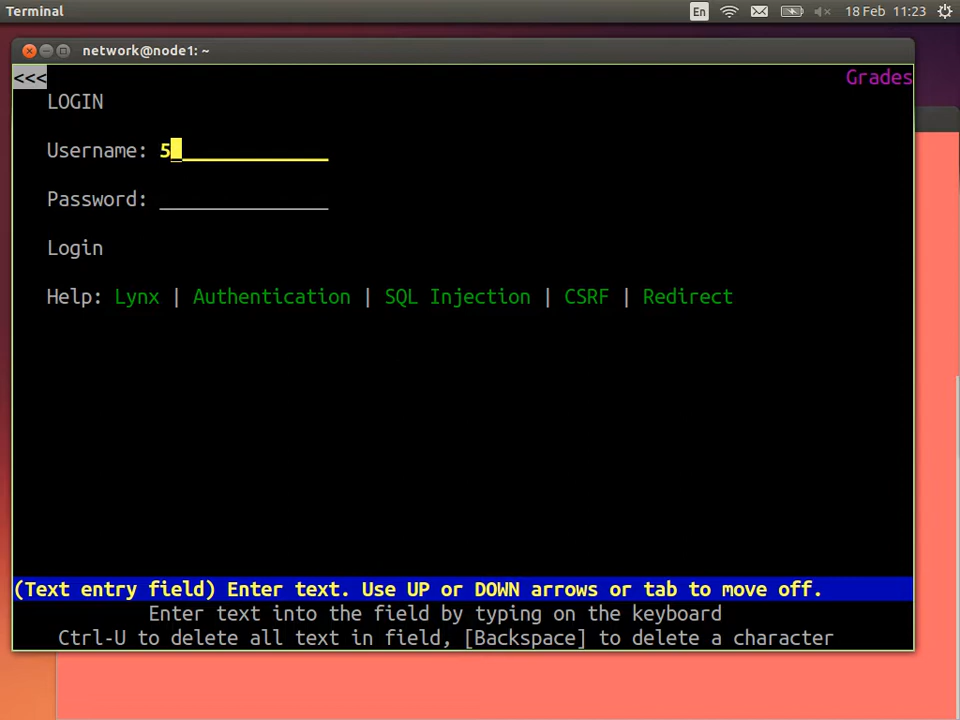 Terminal
En
18 Feb 11:23
network@node1: ~
<<< Grades
LOGIN
Username: 5_____________
Password: _______________
Login
Help: Lynx | Authentication | SQL Injection | CSRF | Redirect
(Text entry field) Enter text. Use UP or DOWN arrows or tab to move off.
Enter text into the field by typing on the keyboard
Ctrl-U to delete all text in field, [Backspace] to delete a character